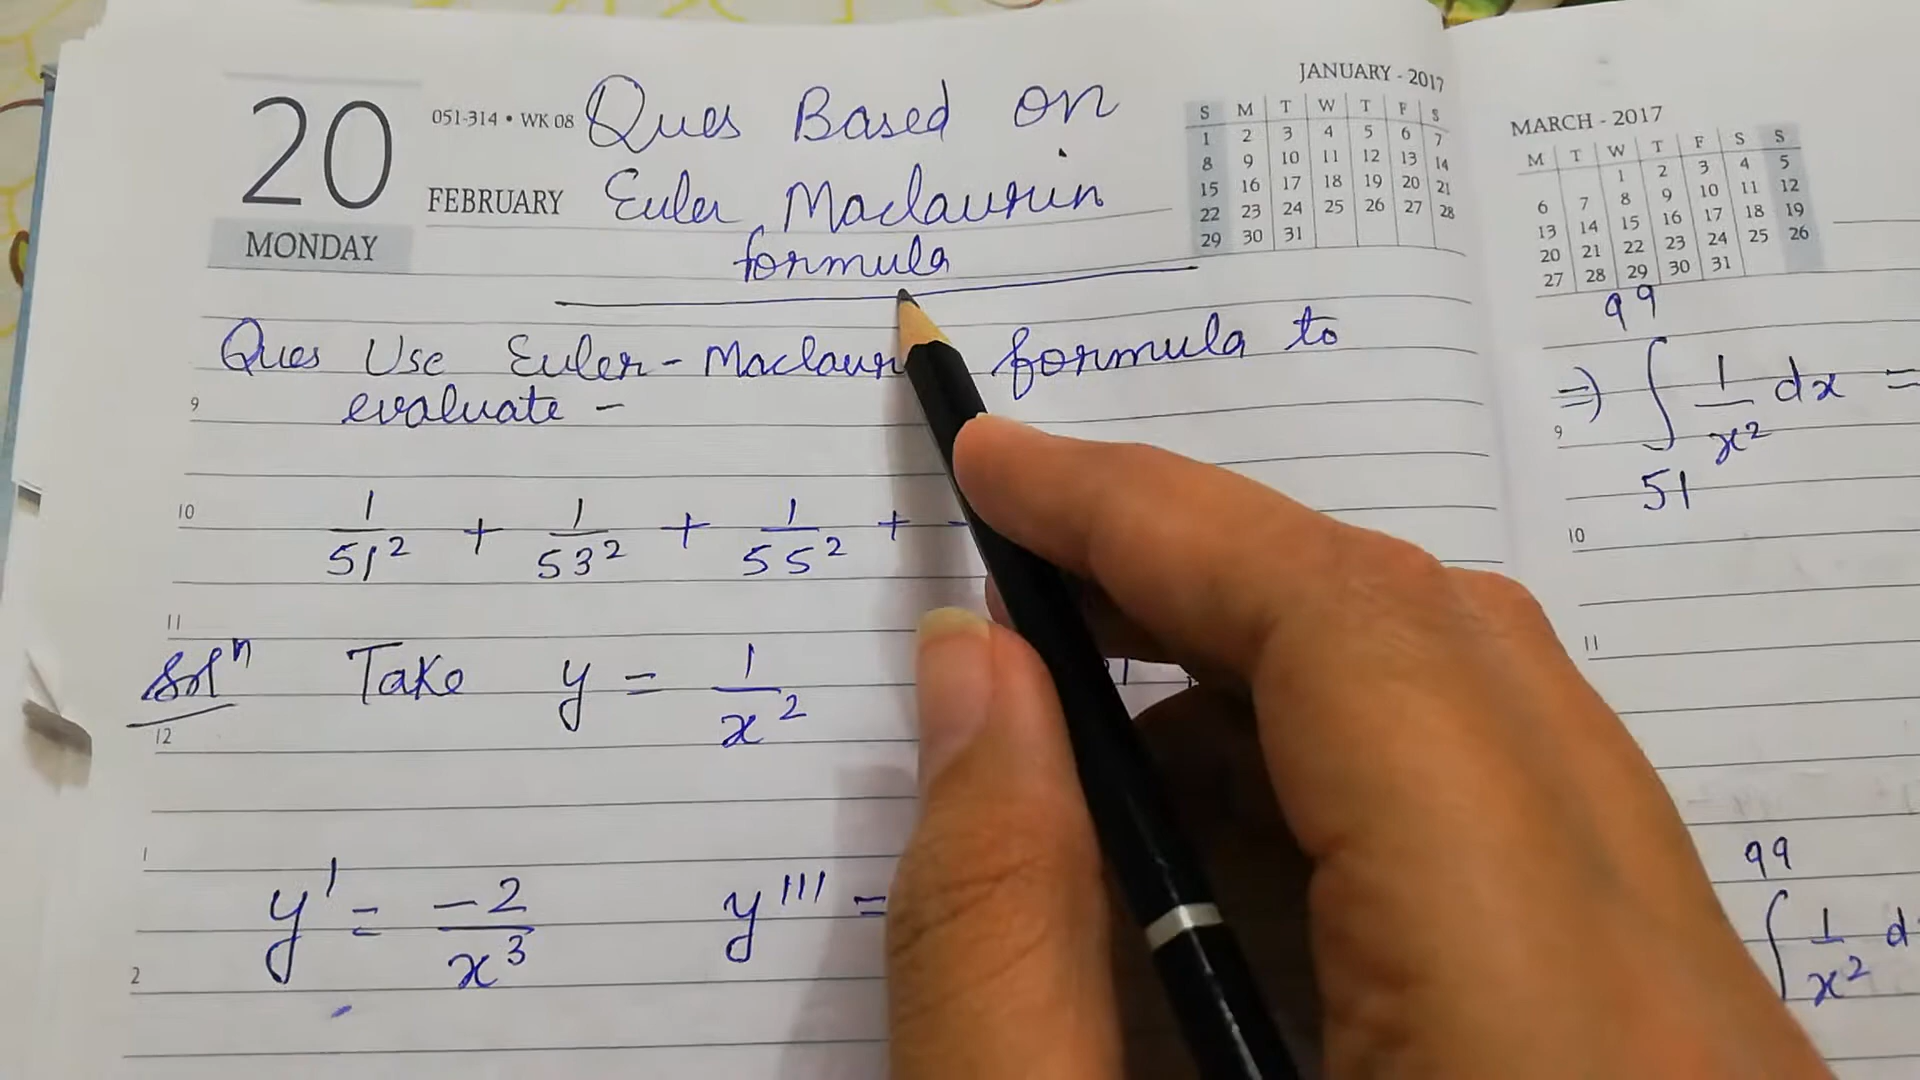 20
MONDAY
051-314 • WK 08
FEBRUARY
Ques Based on
Euler Maclaurin
formula
JANUARY - 2017
S M T W T F S
1 2 3 4 5 6 7
8 9 10 11 12 13 14
15 16 17 18 19 20 21
22 23 24 25 26 27 28
29 30 31
Ques Use Euler-Maclaur formula to
evaluate -
9
10
1/51² + 1/53² + 1/55² + -
11
Solⁿ Take y = 1/x²
12
1
y' = -2/x³ y''' =
2
MARCH - 2017
M T W T F S S
1 2 3 4 5
6 7 8 9 10 11 12
13 14 15 16 17 18 19
20 21 22 23 24 25 26
27 28 29 30 31
99
⇒ ∫ 1/x² dx =
9
51
10
11
99
∫ 1/x² d